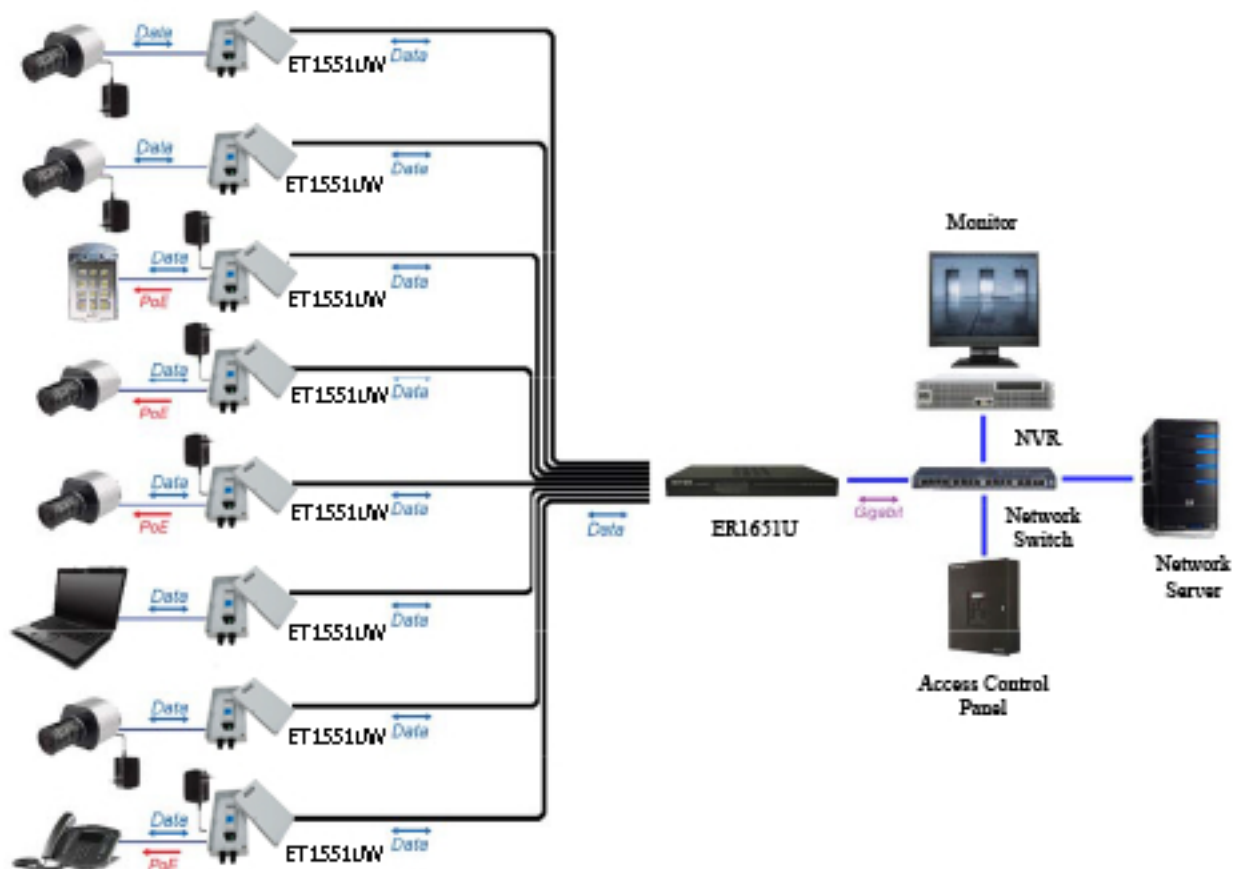 Data
ET1551UW
Data
Data
ET1551UW
Data
Data
PoE
ET1551UW
Data
Data
PoE
ET1551UW
Data
Data
PoE
ET1551UW
Data
Data
ET1551UW
Data
Data
ET1551UW
Data
Data
PoE
ET1551UW
Data
Data
ER1651U
Gigabit
Monitor
NVR
Network
Switch
Network
Server
Access Control
Panel